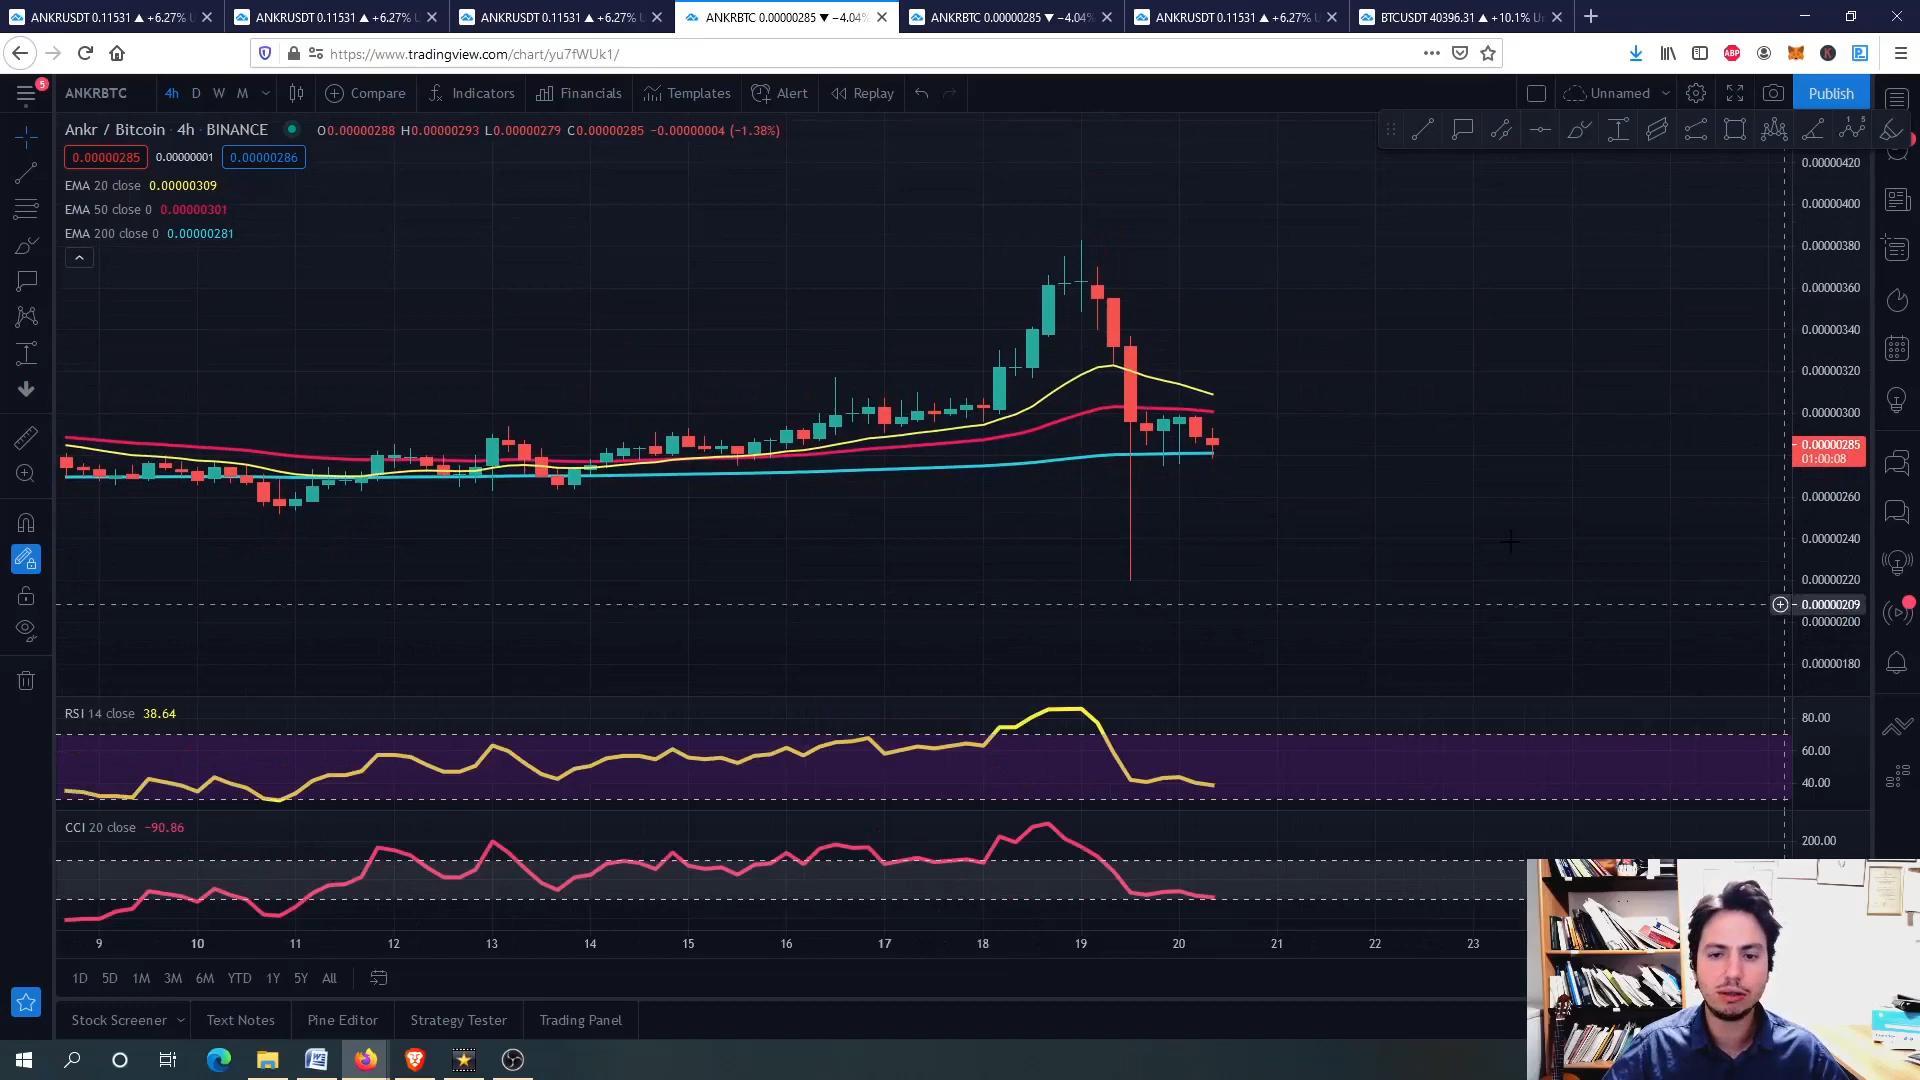 ANKRUSDT 0.11531 ▲ +6.27% U
ANKRUSDT 0.11531 ▲ +6.27% U
ANKRUSDT 0.11531 ▲ +6.27% U
ANKRBTC 0.00000285 ▼ −4.04%
ANKRBTC 0.00000285 ▼ −4.04%
ANKRUSDT 0.11531 ▲ +6.27% U
BTCUSDT 40396.31 ▲ +10.1% Un
https://www.tradingview.com/chart/yu7fWUk1/
ABP
K
5
ANKRBTC 4h D W M Compare Indicators Financials Templates Alert Replay Unnamed Publish
Ankr / Bitcoin · 4h · BINANCE O0.00000288 H0.00000293 L0.00000279 C0.00000285 −0.00000004 (−1.38%)
0.00000285 0.00000001 0.00000286
EMA 20 close 0.00000309
EMA 50 close 0 0.00000301
EMA 200 close 0 0.00000281
0.00000420
0.00000400
0.00000380
0.00000360
0.00000340
0.00000320
0.00000300
0.00000285
01:00:08
0.00000260
0.00000240
0.00000220
0.00000209
0.00000200
0.00000180
RSI 14 close 38.64
80.00
60.00
40.00
CCI 20 close −90.86
200.00
9 10 11 12 13 14 15 16 17 18 19 20 21 22 23
1D 5D 1M 3M 6M YTD 1Y 5Y All
Stock Screener Text Notes Pine Editor Strategy Tester Trading Panel